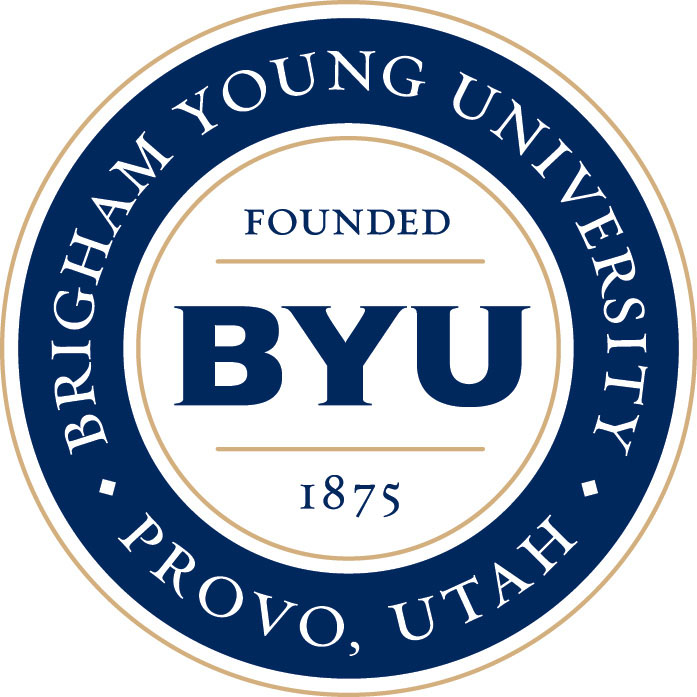 BRIGHAM YOUNG UNIVERSITY
FOUNDED
BYU
1875
PROVO, UTAH